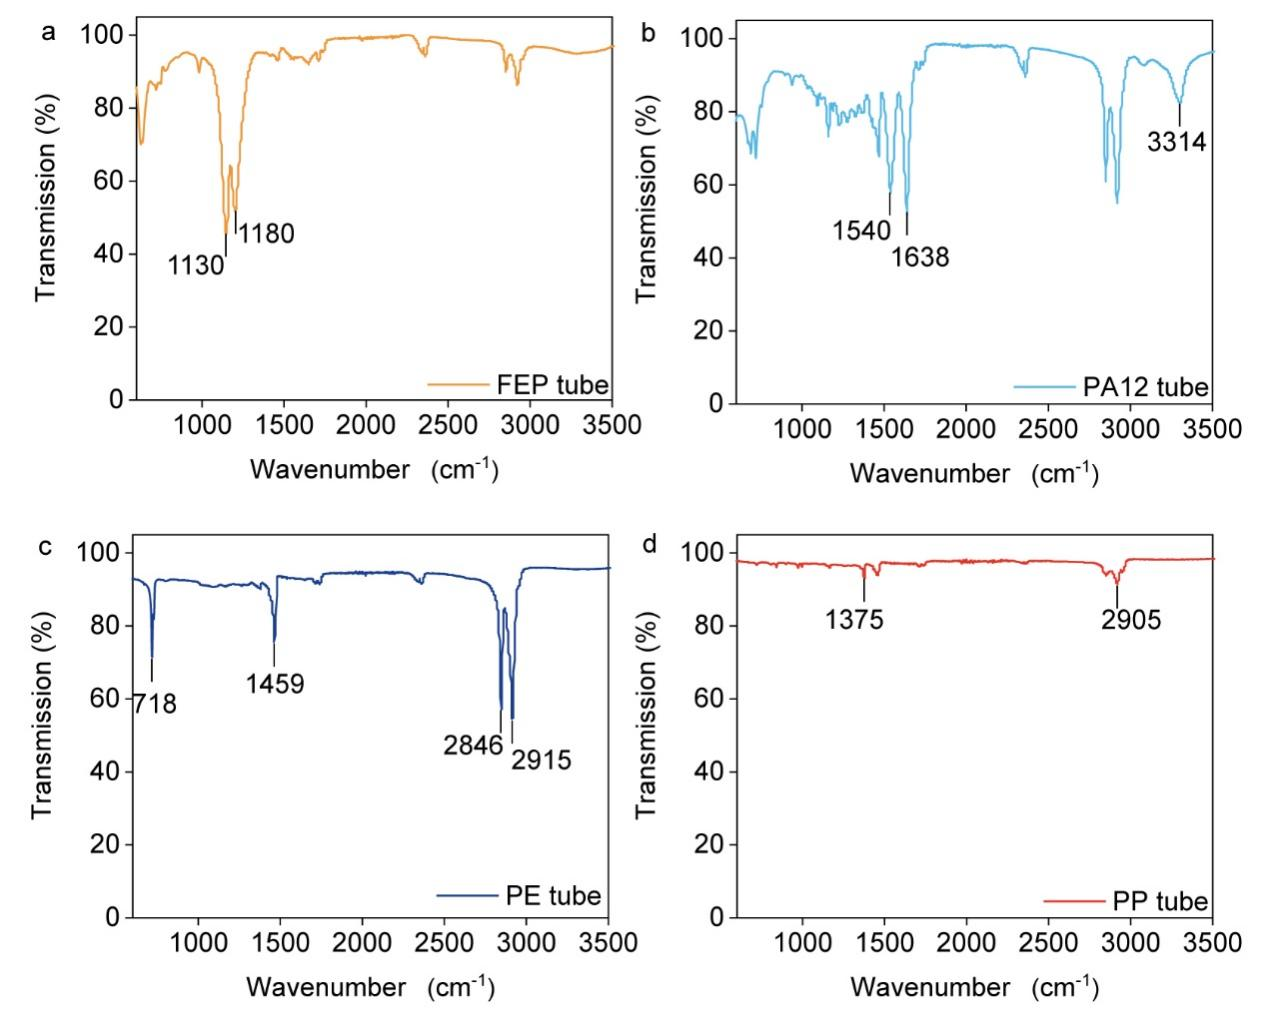 a
100
80
60
40
20
0
Transmission (%)
1130
1180
FEP tube
1000 1500 2000 2500 3000 3500
Wavenumber (cm⁻¹)
b
100
80
60
40
20
0
Transmission (%)
1540
1638
3314
PA12 tube
1000 1500 2000 2500 3000 3500
Wavenumber (cm⁻¹)
c
100
80
60
40
20
0
Transmission (%)
718
1459
2846
2915
PE tube
1000 1500 2000 2500 3000 3500
Wavenumber (cm⁻¹)
d
100
80
60
40
20
0
Transmission (%)
1375
2905
PP tube
1000 1500 2000 2500 3000 3500
Wavenumber (cm⁻¹)